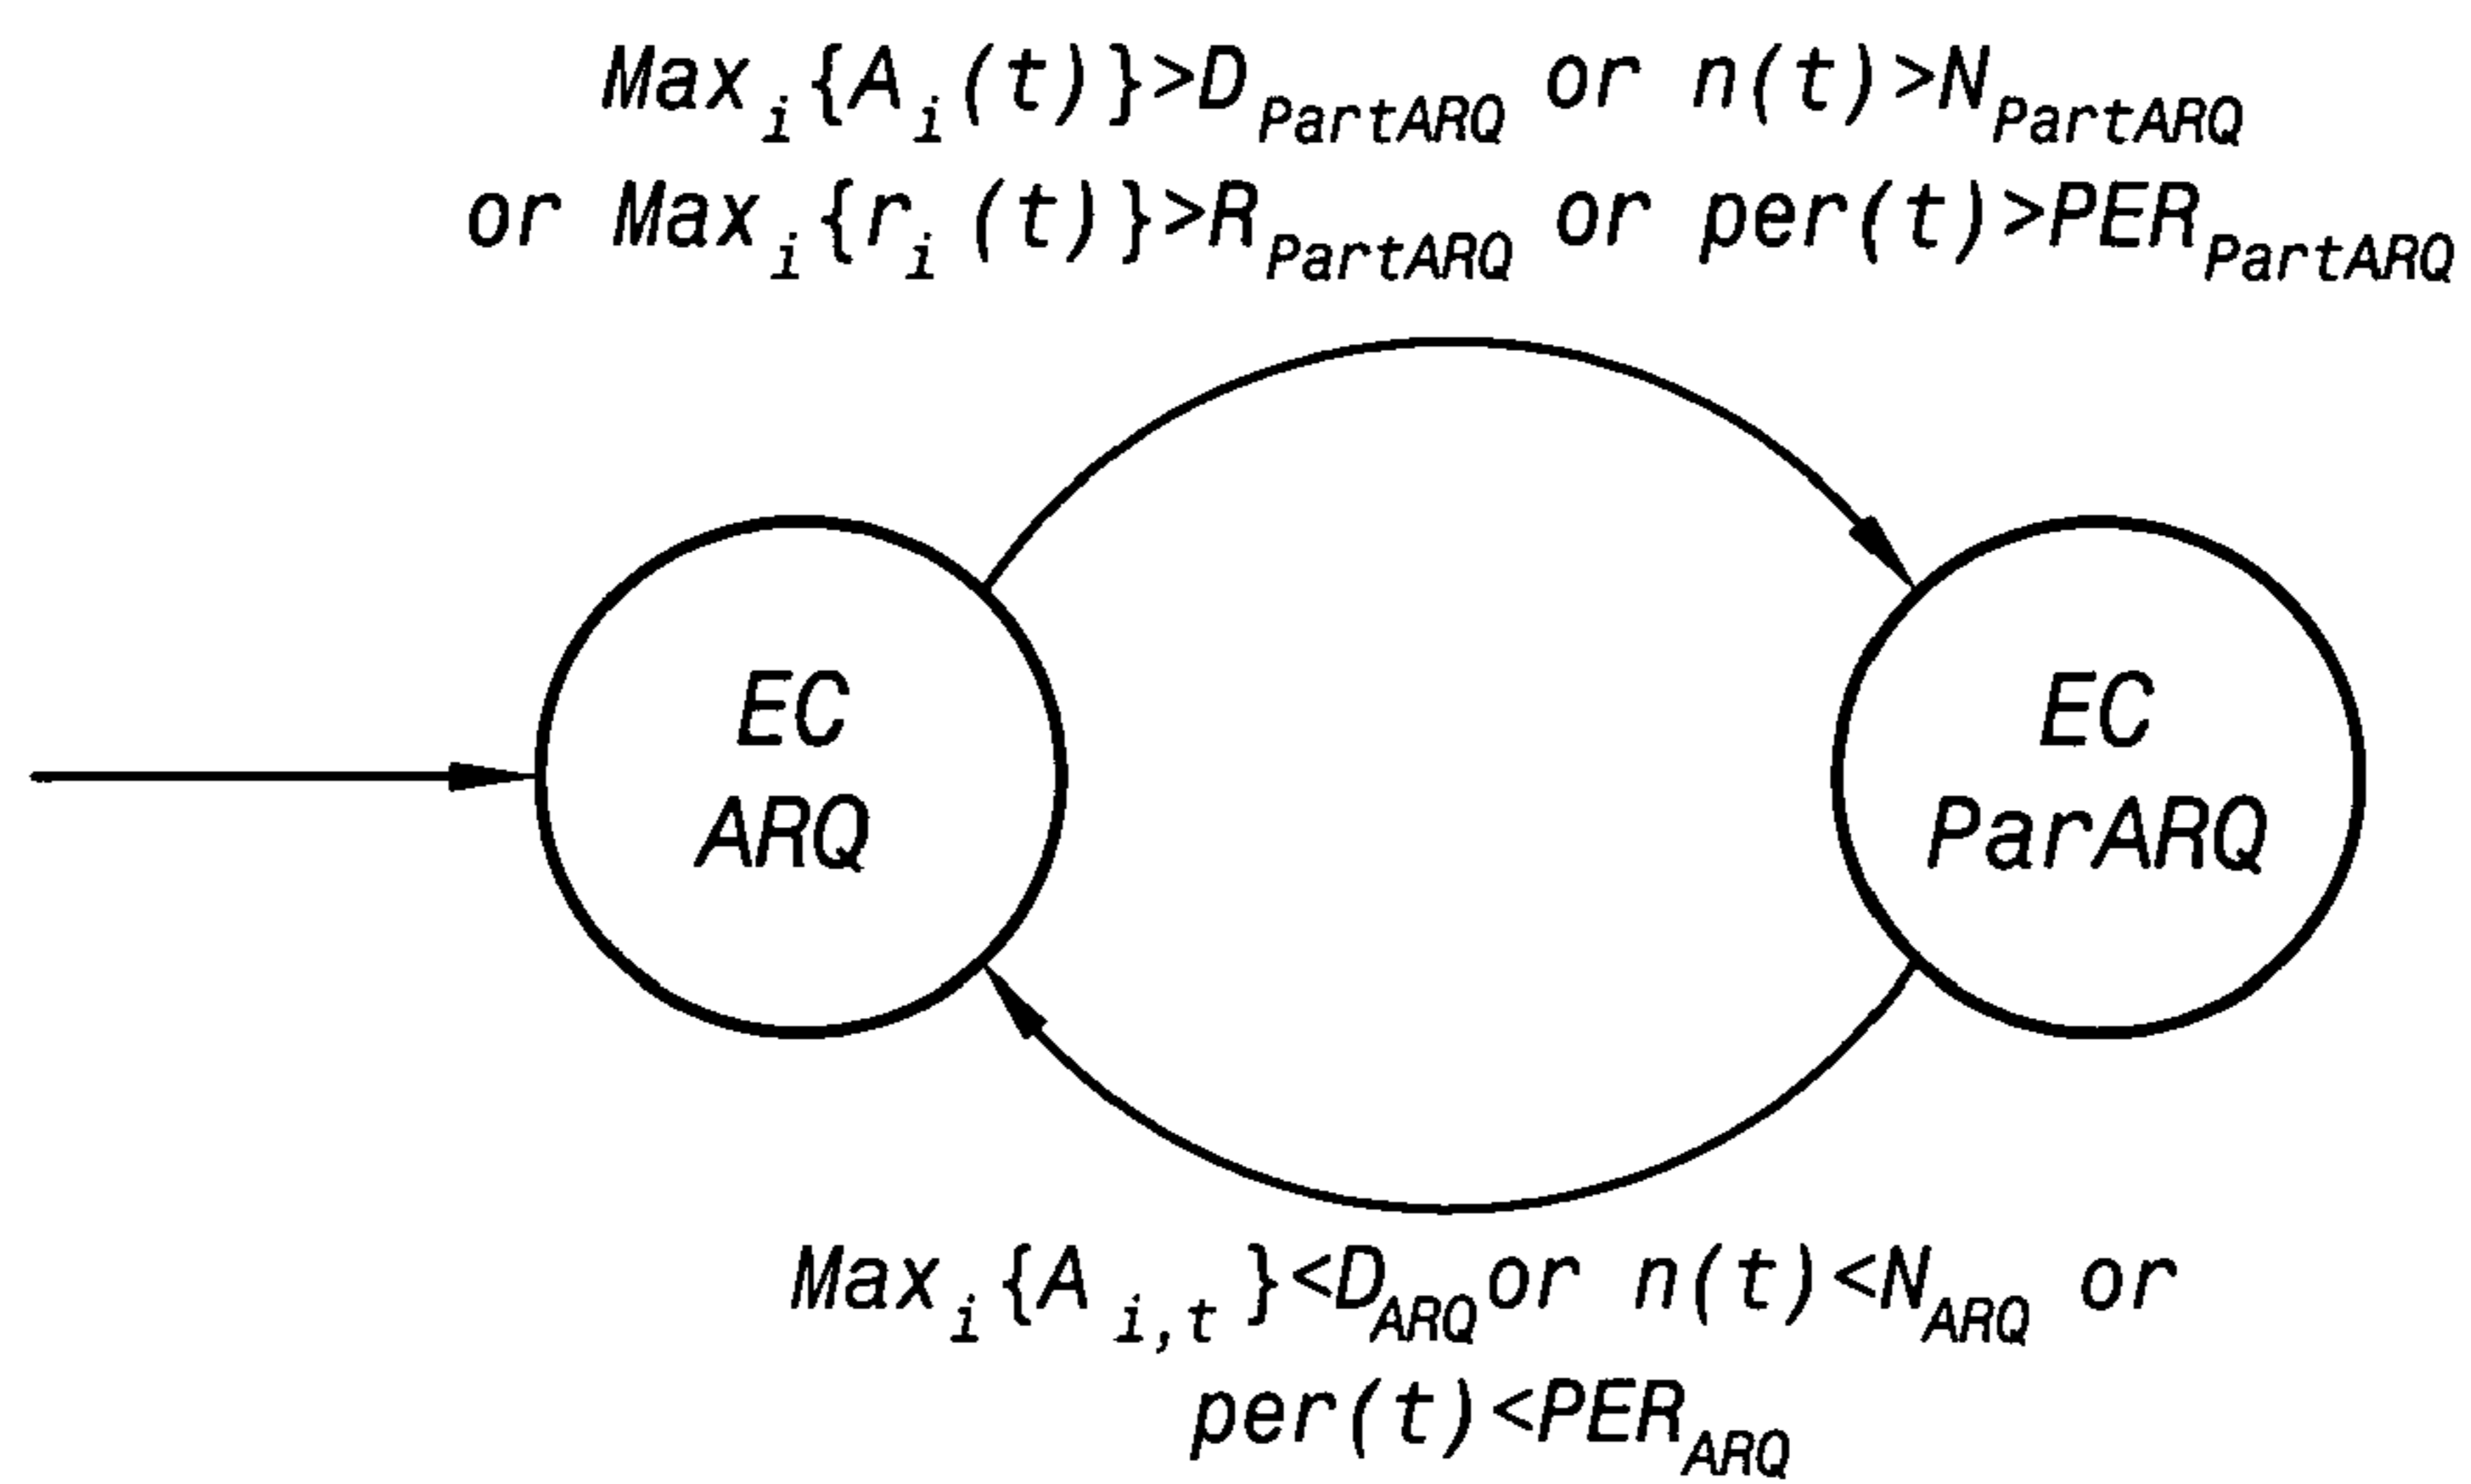 Max_i{A_i(t)}>D_PartARQ or n(t)>N_PartARQ
or Max_i{r_i(t)}>R_PartARQ or per(t)>PER_PartARQ
EC
ARQ
EC
ParARQ
Max_i{A_i,t}<D_ARQ or n(t)<N_ARQ or
per(t)<PER_ARQ